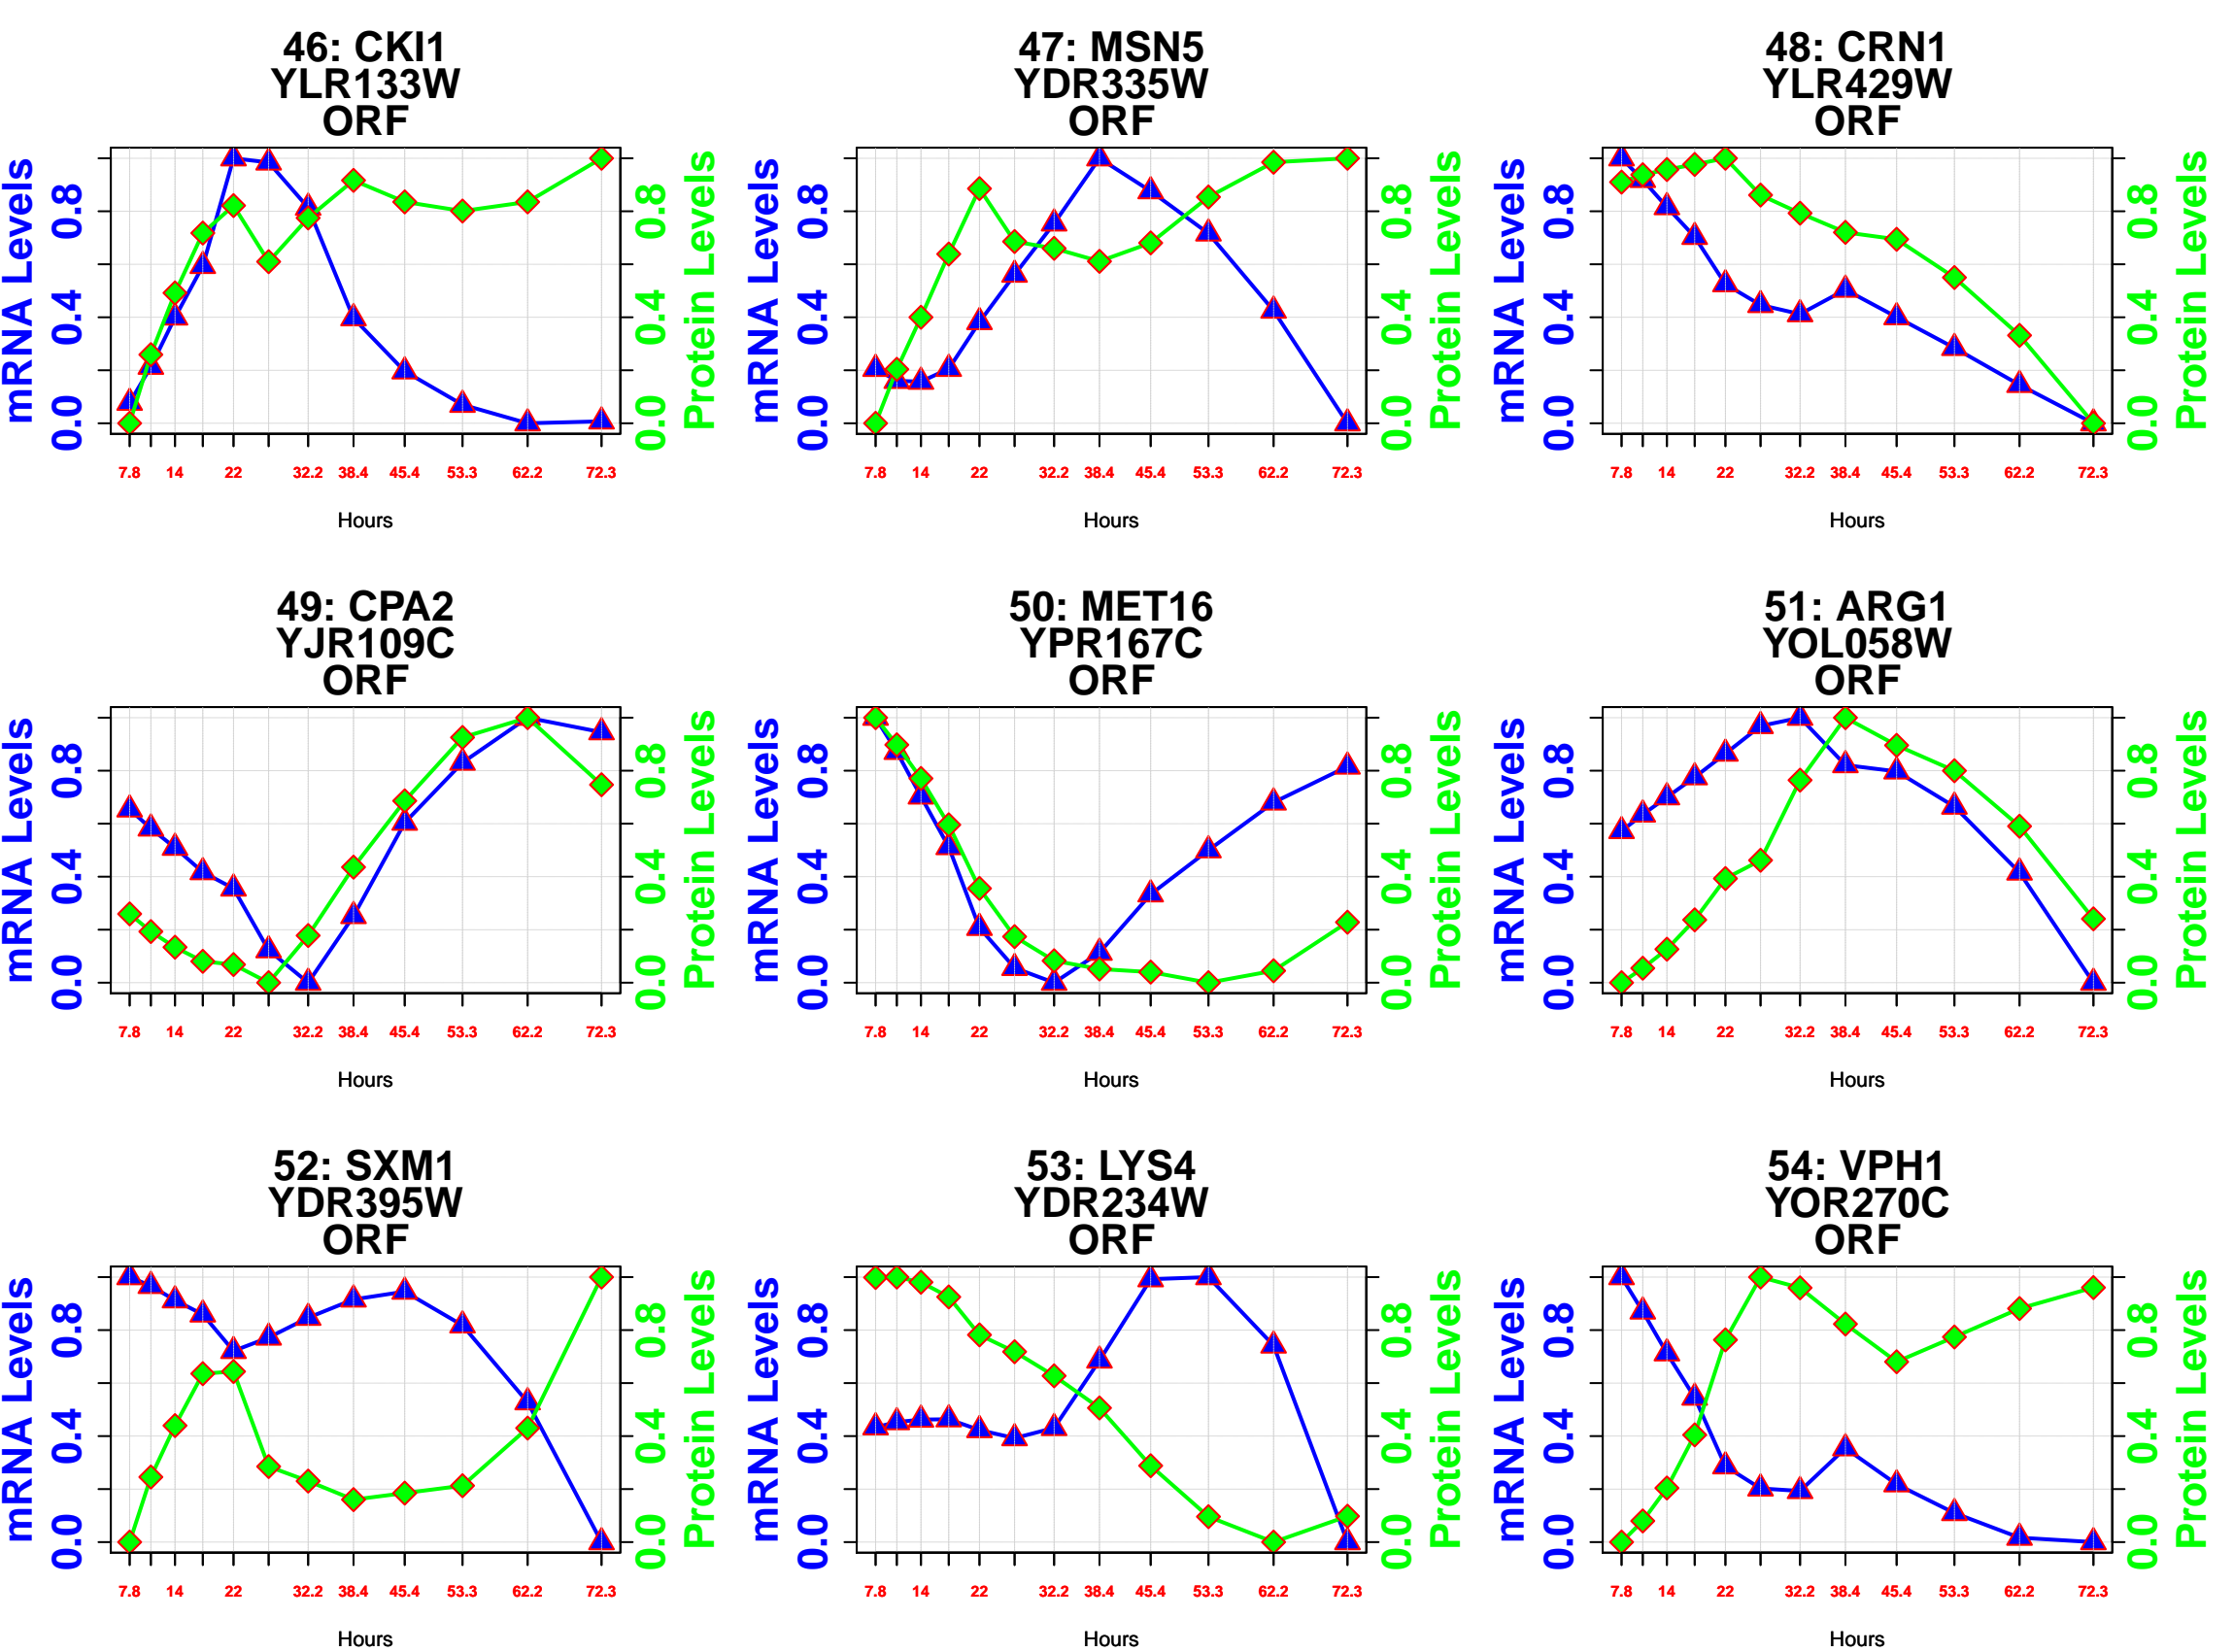 46: CKI1
YLR133W
ORF
mRNA Levels
0.0 0.4 0.8
0.0 0.4 0.8
Protein Levels
7.8 14 22 32.2 38.4 45.4 53.3 62.2 72.3
Hours
47: MSN5
YDR335W
ORF
mRNA Levels
0.0 0.4 0.8
0.0 0.4 0.8
Protein Levels
7.8 14 22 32.2 38.4 45.4 53.3 62.2 72.3
Hours
48: CRN1
YLR429W
ORF
mRNA Levels
0.0 0.4 0.8
0.0 0.4 0.8
Protein Levels
7.8 14 22 32.2 38.4 45.4 53.3 62.2 72.3
Hours
49: CPA2
YJR109C
ORF
mRNA Levels
0.0 0.4 0.8
0.0 0.4 0.8
Protein Levels
7.8 14 22 32.2 38.4 45.4 53.3 62.2 72.3
Hours
50: MET16
YPR167C
ORF
mRNA Levels
0.0 0.4 0.8
0.0 0.4 0.8
Protein Levels
7.8 14 22 32.2 38.4 45.4 53.3 62.2 72.3
Hours
51: ARG1
YOL058W
ORF
mRNA Levels
0.0 0.4 0.8
0.0 0.4 0.8
Protein Levels
7.8 14 22 32.2 38.4 45.4 53.3 62.2 72.3
Hours
52: SXM1
YDR395W
ORF
mRNA Levels
0.0 0.4 0.8
0.0 0.4 0.8
Protein Levels
7.8 14 22 32.2 38.4 45.4 53.3 62.2 72.3
Hours
53: LYS4
YDR234W
ORF
mRNA Levels
0.0 0.4 0.8
0.0 0.4 0.8
Protein Levels
7.8 14 22 32.2 38.4 45.4 53.3 62.2 72.3
Hours
54: VPH1
YOR270C
ORF
mRNA Levels
0.0 0.4 0.8
0.0 0.4 0.8
Protein Levels
7.8 14 22 32.2 38.4 45.4 53.3 62.2 72.3
Hours